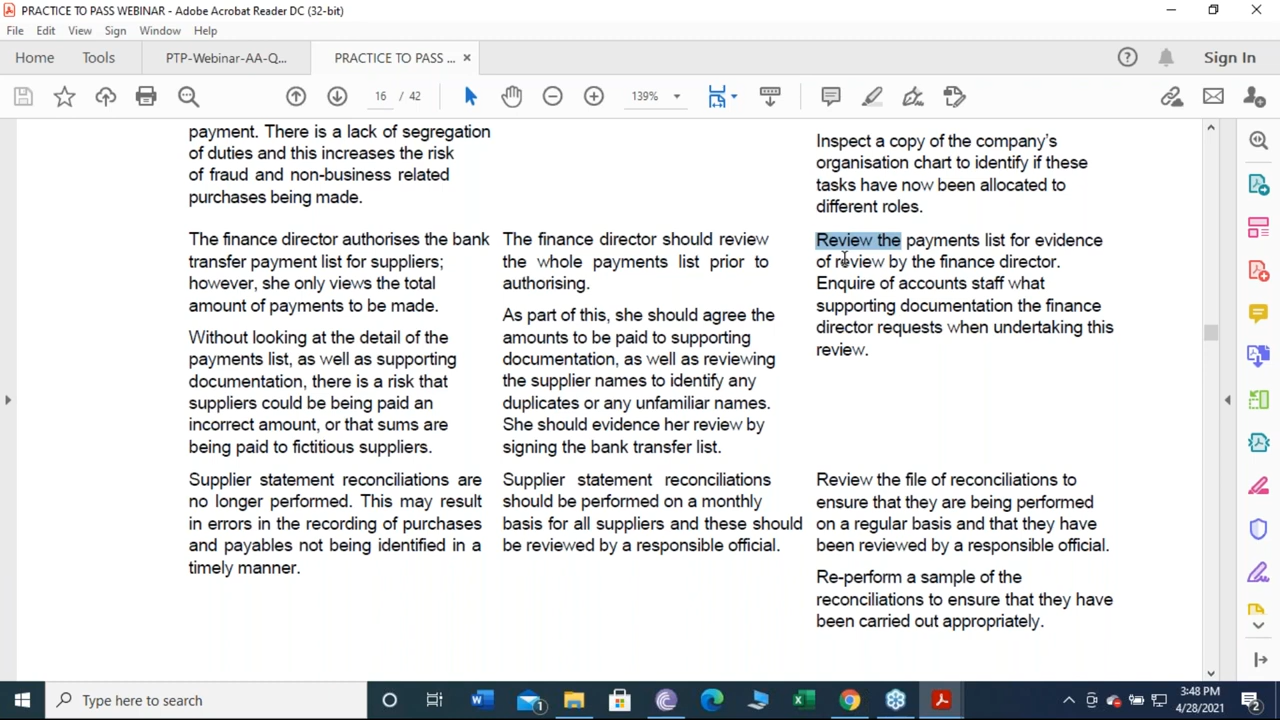 PRACTICE TO PASS WEBINAR - Adobe Acrobat Reader DC (32-bit)
File Edit View Sign Window Help
Home Tools PTP-Webinar-AA-Q... PRACTICE TO PASS ... × Sign In
16 / 42 139%
payment. There is a lack of segregation
of duties and this increases the risk
of fraud and non-business related
purchases being made.
Inspect a copy of the company's
organisation chart to identify if these
tasks have now been allocated to
different roles.
The finance director authorises the bank
transfer payment list for suppliers;
however, she only views the total
amount of payments to be made.
Without looking at the detail of the
payments list, as well as supporting
documentation, there is a risk that
suppliers could be being paid an
incorrect amount, or that sums are
being paid to fictitious suppliers.
The finance director should review
the whole payments list prior to
authorising.
As part of this, she should agree the
amounts to be paid to supporting
documentation, as well as reviewing
the supplier names to identify any
duplicates or any unfamiliar names.
She should evidence her review by
signing the bank transfer list.
Review the payments list for evidence
of review by the finance director.
Enquire of accounts staff what
supporting documentation the finance
director requests when undertaking this
review.
Supplier statement reconciliations are
no longer performed. This may result
in errors in the recording of purchases
and payables not being identified in a
timely manner.
Supplier statement reconciliations
should be performed on a monthly
basis for all suppliers and these should
be reviewed by a responsible official.
Review the file of reconciliations to
ensure that they are being performed
on a regular basis and that they have
been reviewed by a responsible official.
Re-perform a sample of the
reconciliations to ensure that they have
been carried out appropriately.
Type here to search
1
3:48 PM
4/28/2021
2